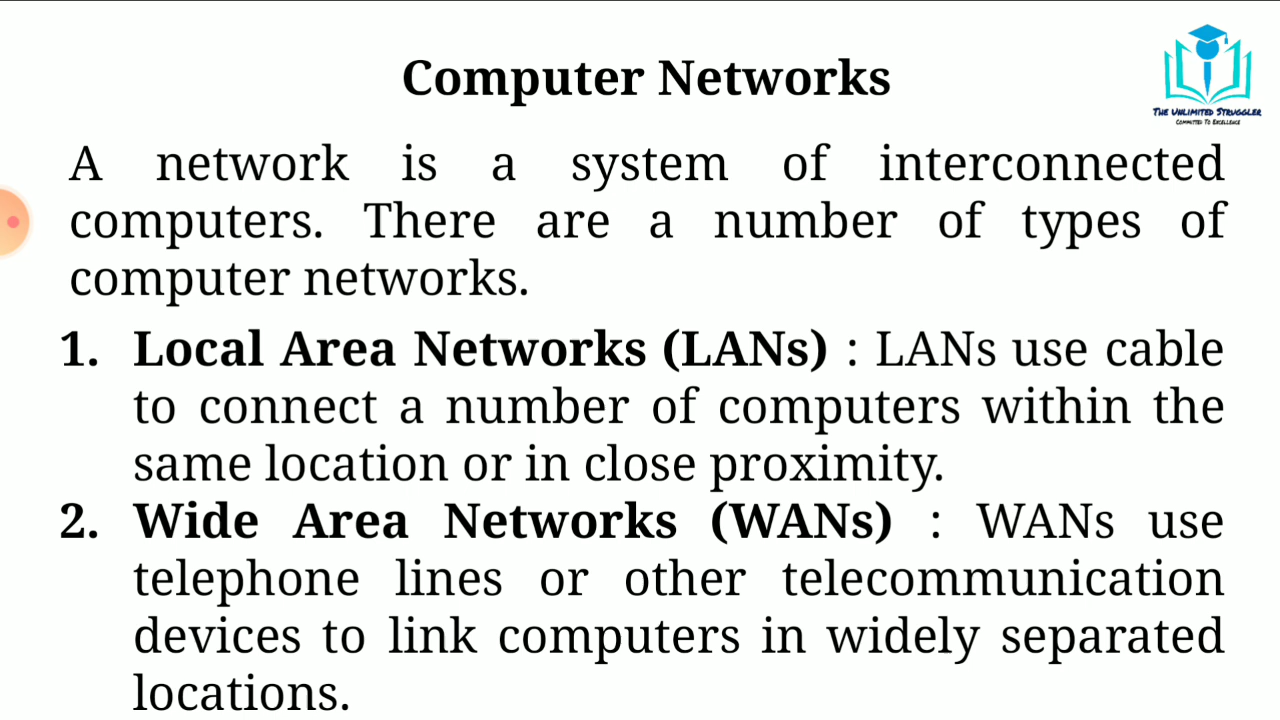 Computer Networks
THE UNLIMITED STRUGGLER
COMMITTED TO EXCELLENCE
A network is a system of interconnected
computers. There are a number of types of
computer networks.
1. Local Area Networks (LANs) : LANs use cable
to connect a number of computers within the
same location or in close proximity.
2. Wide Area Networks (WANs) : WANs use
telephone lines or other telecommunication
devices to link computers in widely separated
locations.